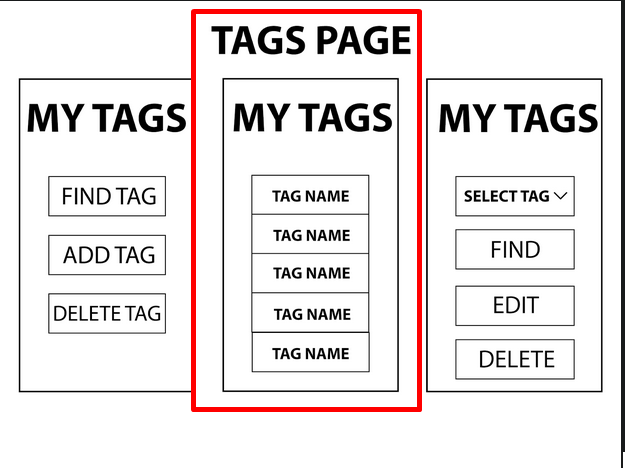 TAGS PAGE
MY TAGS
FIND TAG
ADD TAG
DELETE TAG
MY TAGS
TAG NAME
TAG NAME
TAG NAME
TAG NAME
TAG NAME
MY TAGS
SELECT TAG
FIND
EDIT
DELETE